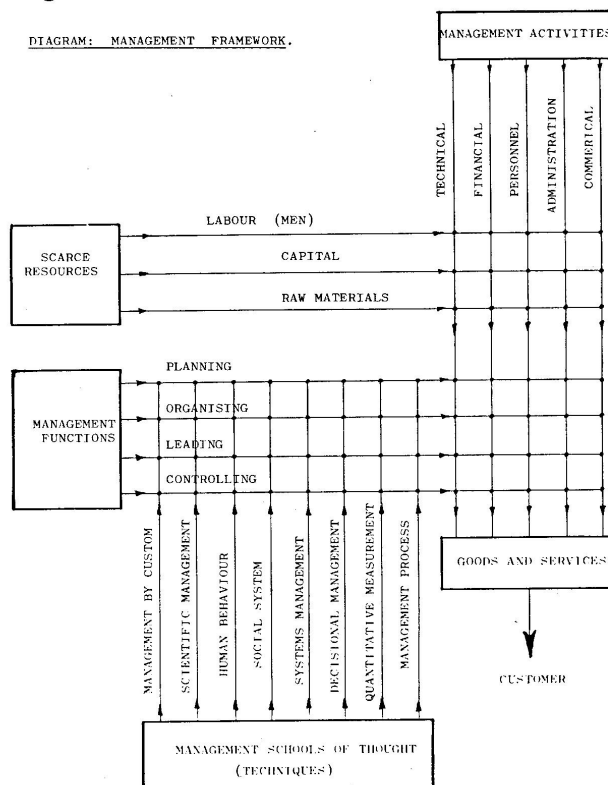 DIAGRAM: MANAGEMENT FRAMEWORK.
MANAGEMENT ACTIVITIES
TECHNICAL
FINANCIAL
PERSONNEL
ADMINISTRATION
COMMERICAL
SCARCE
RESOURCES
LABOUR (MEN)
CAPITAL
RAW MATERIALS
MANAGEMENT
FUNCTIONS
PLANNING
ORGANISING
LEADING
CONTROLLING
MANAGEMENT BY CUSTOM
SCIENTIFIC MANAGEMENT
HUMAN BEHAVIOUR
SOCIAL SYSTEM
SYSTEMS MANAGEMENT
DECISIONAL MANAGEMENT
QUANTITATIVE MEASUREMENT
MANAGEMENT PROCESS
GOODS AND SERVICES
CUSTOMER
MANAGEMENT SCHOOLS OF THOUGHT
(TECHNIQUES)